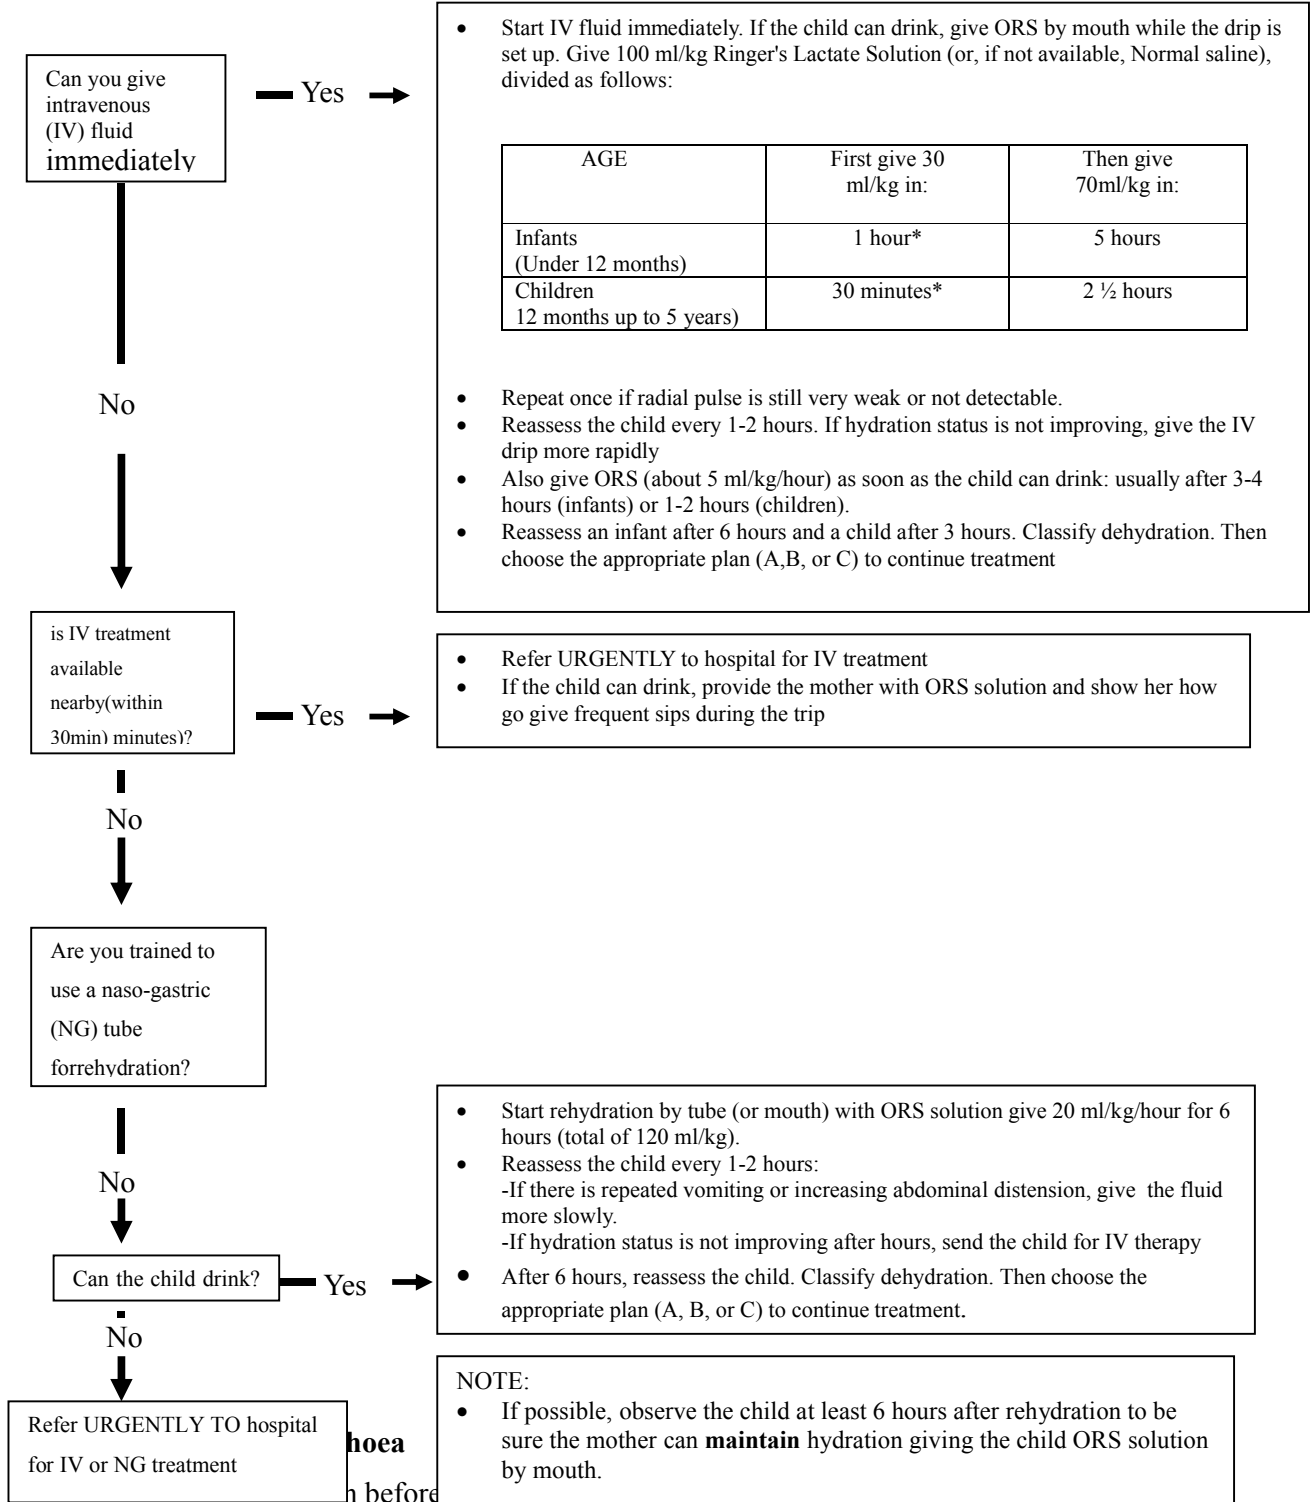 Can you give
intravenous
(IV) fluid
immediately
Yes
• Start IV fluid immediately. If the child can drink, give ORS by mouth while the drip is
set up. Give 100 ml/kg Ringer's Lactate Solution (or, if not available, Normal saline),
divided as follows:
AGE First give 30 Then give
ml/kg in: 70ml/kg in:
Infants 1 hour* 5 hours
(Under 12 months)
Children 30 minutes* 2 ½ hours
12 months up to 5 years)
• Repeat once if radial pulse is still very weak or not detectable.
• Reassess the child every 1-2 hours. If hydration status is not improving, give the IV
drip more rapidly
• Also give ORS (about 5 ml/kg/hour) as soon as the child can drink: usually after 3-4
hours (infants) or 1-2 hours (children).
• Reassess an infant after 6 hours and a child after 3 hours. Classify dehydration. Then
choose the appropriate plan (A,B, or C) to continue treatment
No
is IV treatment
available
nearby(within
30min) minutes)?
Yes
• Refer URGENTLY to hospital for IV treatment
• If the child can drink, provide the mother with ORS solution and show her how
go give frequent sips during the trip
No
Are you trained to
use a naso-gastric
(NG) tube
forrehydration?
No
Can the child drink?
Yes
• Start rehydration by tube (or mouth) with ORS solution give 20 ml/kg/hour for 6
hours (total of 120 ml/kg).
• Reassess the child every 1-2 hours:
-If there is repeated vomiting or increasing abdominal distension, give the fluid
more slowly.
-If hydration status is not improving after hours, send the child for IV therapy
• After 6 hours, reassess the child. Classify dehydration. Then choose the
appropriate plan (A, B, or C) to continue treatment.
No
Refer URGENTLY TO hospital
for IV or NG treatment
hoea
before
NOTE:
• If possible, observe the child at least 6 hours after rehydration to be
sure the mother can maintain hydration giving the child ORS solution
by mouth.